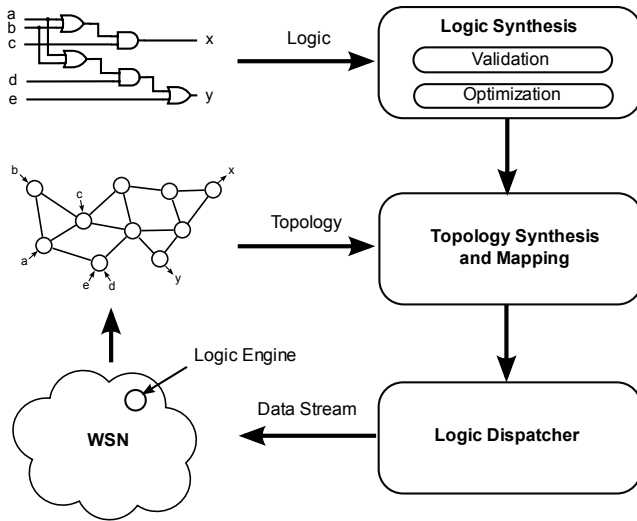 a
b
c
d
e
x
y
Logic
Logic Synthesis
Validation
Optimization
b
c
x
a
e
d
y
Topology
Topology Synthesis
and Mapping
Logic Engine
WSN
Data Stream
Logic Dispatcher